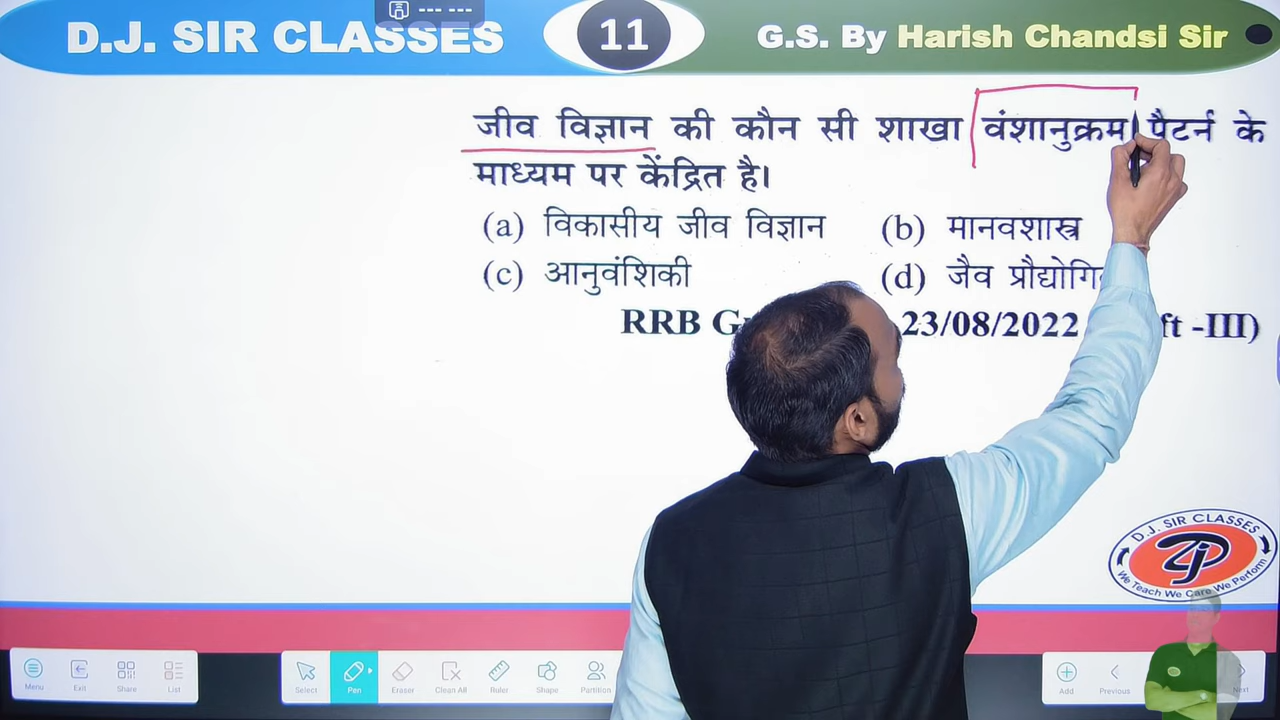 D.J. SIR CLASSES
11
G.S. By Harish Chandsi Sir
जीव विज्ञान की कौन सी शाखा वंशानुक्रम पैटर्न के
माध्यम पर केंद्रित है।
(a) विकासीय जीव विज्ञान (b) मानवशास्त्र
(c) आनुवंशिकी (d) जैव
RRB 23/08/2022 -III)
D.J. SIR CLASSES
We Teach We Care We Perform
Menu Exit Share List Select Pen Eraser Clean All Ruler Shape Partition Add Previous Next